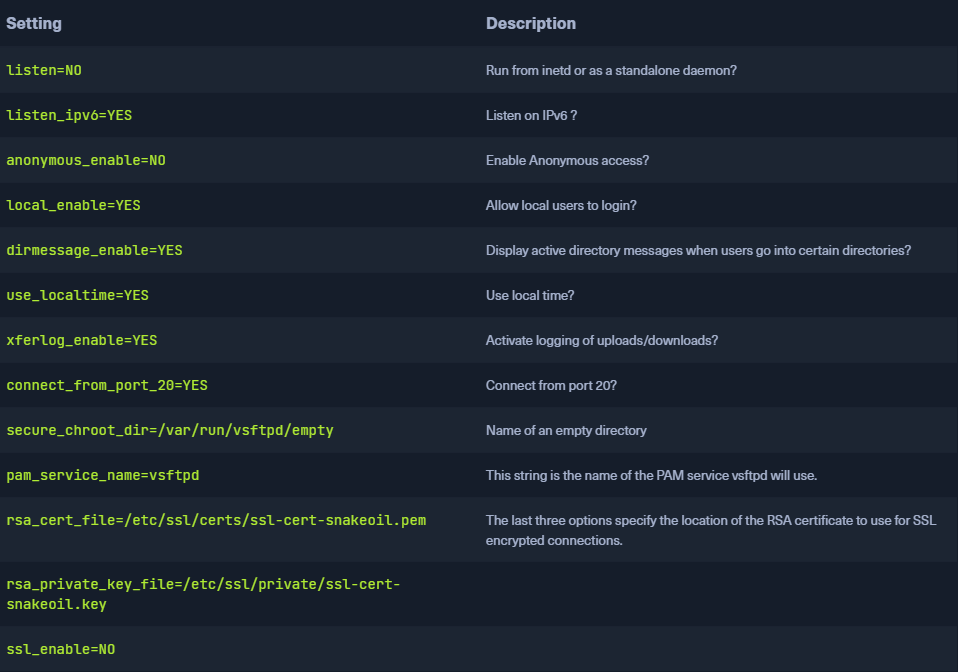 Setting Description
listen=NO Run from inetd or as a standalone daemon?
listen_ipv6=YES Listen on IPv6 ?
anonymous_enable=NO Enable Anonymous access?
local_enable=YES Allow local users to login?
dirmessage_enable=YES Display active directory messages when users go into certain directories?
use_localtime=YES Use local time?
xferlog_enable=YES Activate logging of uploads/downloads?
connect_from_port_20=YES Connect from port 20?
secure_chroot_dir=/var/run/vsftpd/empty Name of an empty directory
pam_service_name=vsftpd This string is the name of the PAM service vsftpd will use.
rsa_cert_file=/etc/ssl/certs/ssl-cert-snakeoil.pem The last three options specify the location of the RSA certificate to use for SSL
encrypted connections.
rsa_private_key_file=/etc/ssl/private/ssl-cert-
snakeoil.key
ssl_enable=NO